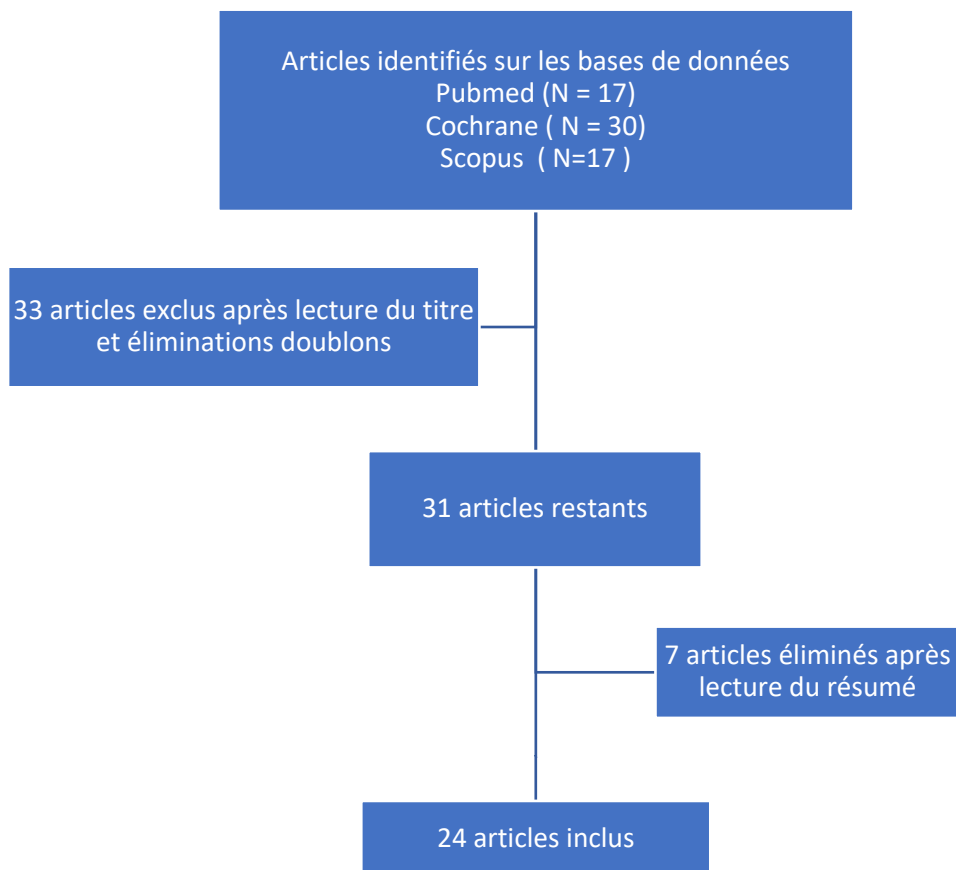 Articles identifiés sur les bases de données
Pubmed (N = 17)
Cochrane ( N = 30)
Scopus ( N=17 )
33 articles exclus après lecture du titre
et éliminations doublons
31 articles restants
7 articles éliminés après
lecture du résumé
24 articles inclus